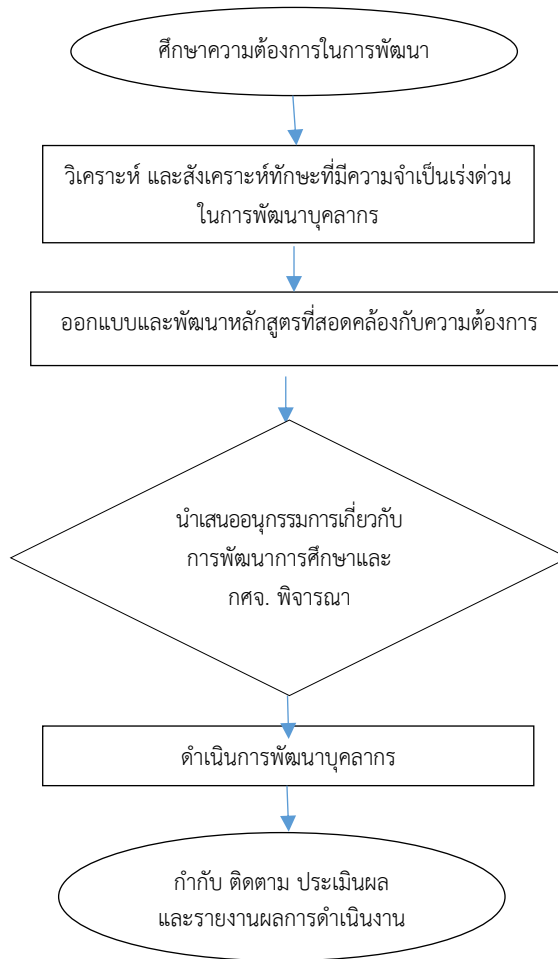 ศึกษาความต้องการในการพัฒนา
วิเคราะห์ และสังเคราะห์ทักษะที่มีความจำเป็นเร่งด่วน
ในการพัฒนาบุคลากร
ออกแบบและพัฒนาหลักสูตรที่สอดคล้องกับความต้องการ
นำเสนออนุกรรมการเกี่ยวกับ
การพัฒนาการศึกษาและ
กศจ. พิจารณา
ดำเนินการพัฒนาบุคลากร
กำกับ ติดตาม ประเมินผล
และรายงานผลการดำเนินงาน